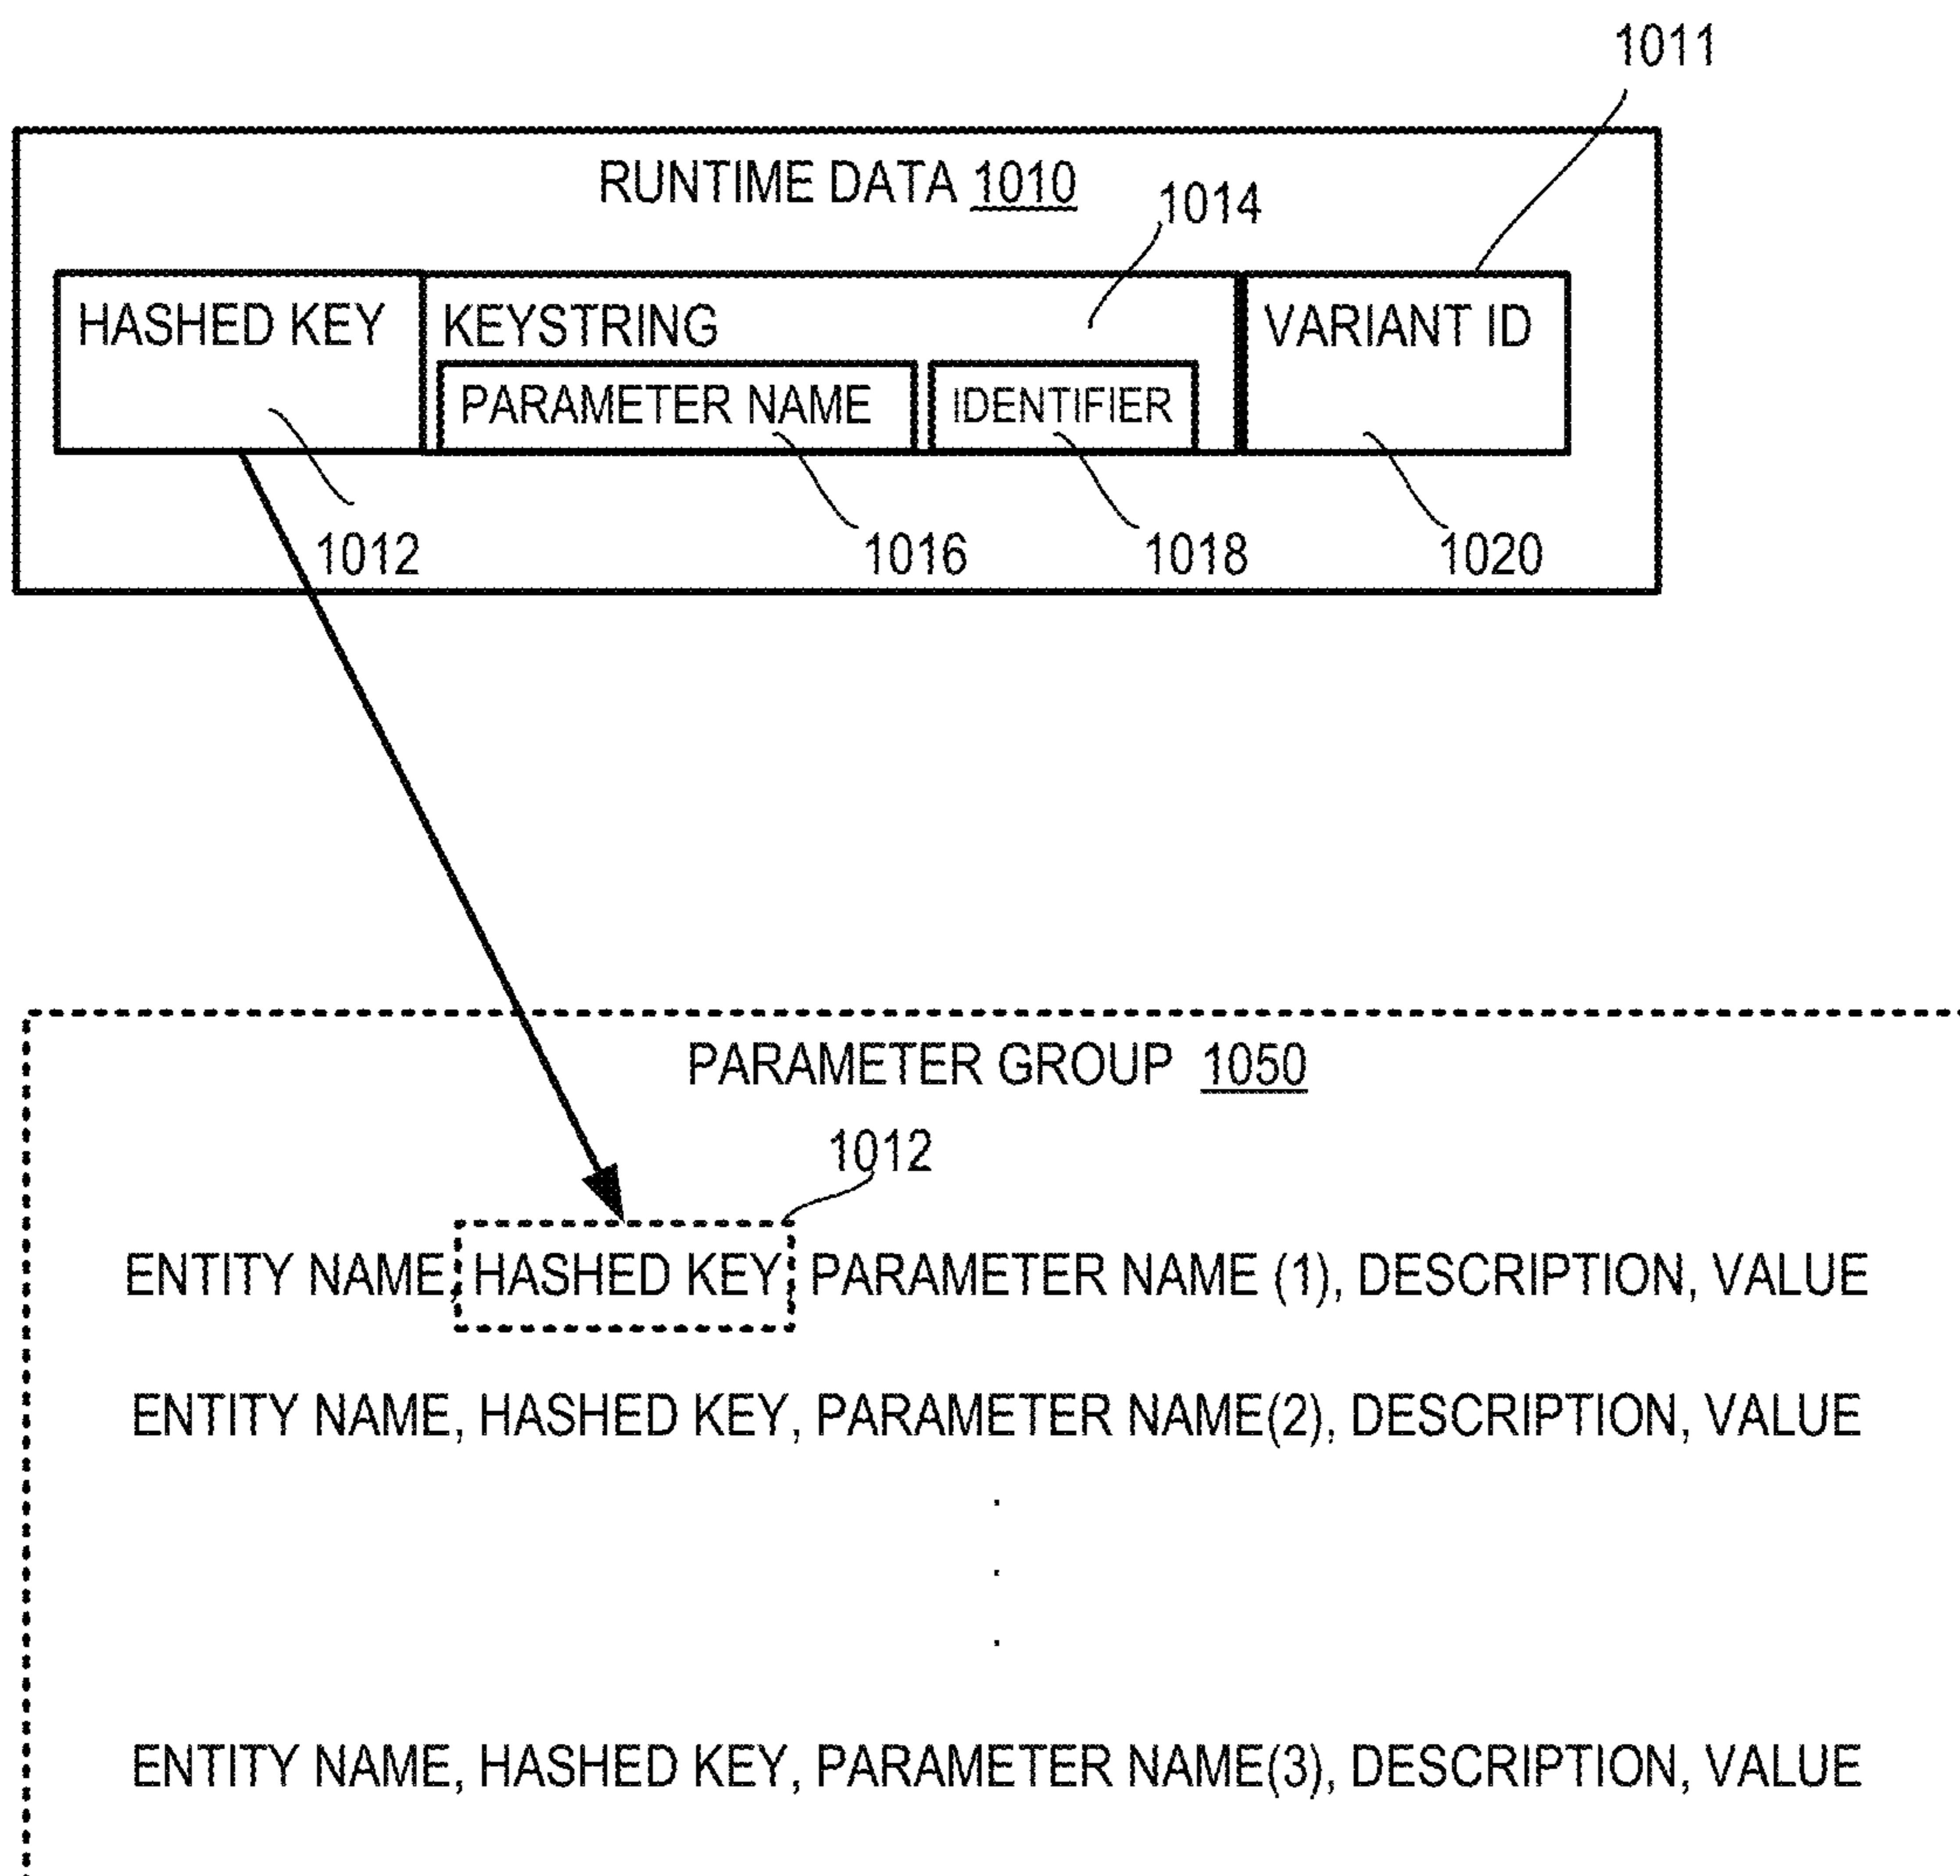 1011
RUNTIME DATA 1010
1014
HASHED KEY
KEYSTRING
VARIANT ID
PARAMETER NAME
IDENTIFIER
1012
1016
1018
1020
PARAMETER GROUP 1050
1012
ENTITY NAME, HASHED KEY, PARAMETER NAME (1), DESCRIPTION, VALUE
ENTITY NAME, HASHED KEY, PARAMETER NAME(2), DESCRIPTION, VALUE
.
.
.
ENTITY NAME, HASHED KEY, PARAMETER NAME(3), DESCRIPTION, VALUE